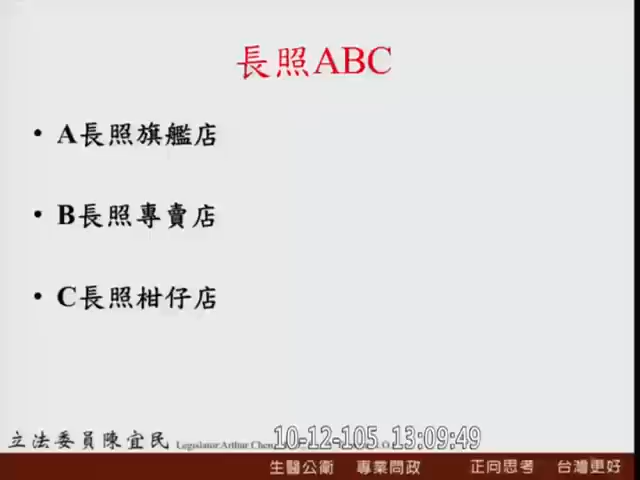 長照ABC
• A長照旗艦店
• B長照專賣店
• C長照柑仔店
立法委員陳宜民 Legislator Arthur Chen
10-12-105 13:09:49
生醫公衛 專業問政 正向思考 台灣更好